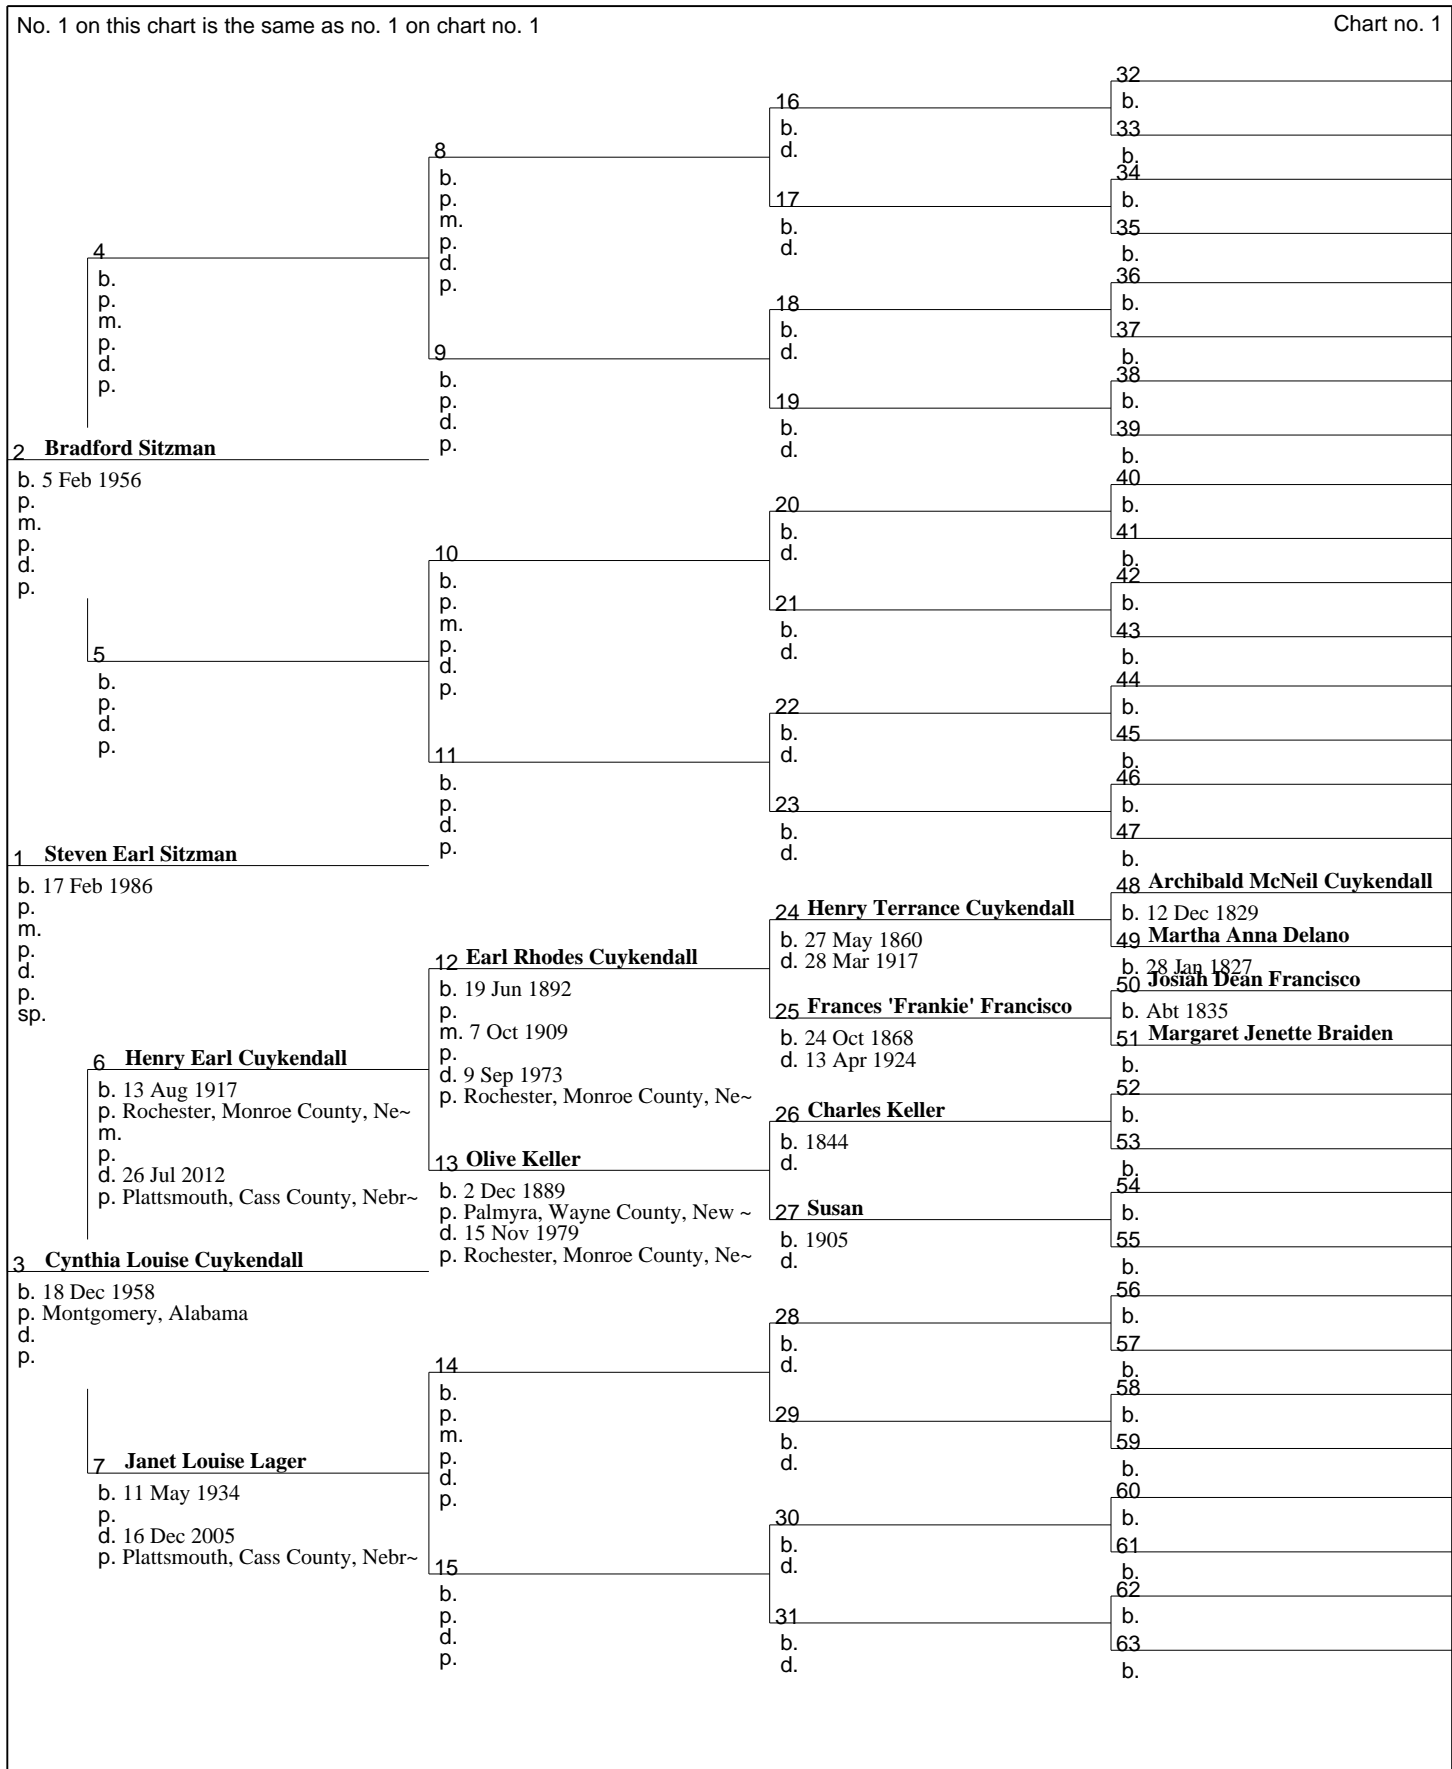 No. 1 on this chart is the same as no. 1 on chart no. 1
Chart no. 1
1 Steven Earl Sitzman
b. 17 Feb 1986
p.
m.
p.
d.
p.
sp.
2 Bradford Sitzman
b. 5 Feb 1956
p.
m.
p.
d.
p.
3 Cynthia Louise Cuykendall
b. 18 Dec 1958
p. Montgomery, Alabama
d.
p.
4
b.
p.
m.
p.
d.
p.
5
b.
p.
d.
p.
6 Henry Earl Cuykendall
b. 13 Aug 1917
p. Rochester, Monroe County, Ne~
m.
p.
d. 26 Jul 2012
p. Plattsmouth, Cass County, Nebr~
7 Janet Louise Lager
b. 11 May 1934
p.
d. 16 Dec 2005
p. Plattsmouth, Cass County, Nebr~
8
b.
p.
m.
p.
d.
p.
9
b.
p.
d.
p.
10
b.
p.
m.
p.
d.
p.
11
b.
p.
d.
p.
12 Earl Rhodes Cuykendall
b. 19 Jun 1892
p.
m. 7 Oct 1909
p.
d. 9 Sep 1973
p. Rochester, Monroe County, Ne~
13 Olive Keller
b. 2 Dec 1889
p. Palmyra, Wayne County, New ~
d. 15 Nov 1979
p. Rochester, Monroe County, Ne~
14
b.
p.
m.
p.
d.
p.
15
b.
p.
d.
p.
16
b.
d.
17
b.
d.
18
b.
d.
19
b.
d.
20
b.
d.
21
b.
d.
22
b.
d.
23
b.
d.
24 Henry Terrance Cuykendall
b. 27 May 1860
d. 28 Mar 1917
25 Frances 'Frankie' Francisco
b. 24 Oct 1868
d. 13 Apr 1924
26 Charles Keller
b. 1844
d.
27 Susan
b. 1905
d.
28
b.
d.
29
b.
d.
30
b.
d.
31
b.
d.
32
b.
33
b.
34
b.
35
b.
36
b.
37
b.
38
b.
39
b.
40
b.
41
b.
42
b.
43
b.
44
b.
45
b.
46
b.
47
b.
48 Archibald McNeil Cuykendall
b. 12 Dec 1829
49 Martha Anna Delano
b. 28 Jan 1827
50 Josiah Dean Francisco
b. Abt 1835
51 Margaret Jenette Braiden
b.
52
b.
53
b.
54
b.
55
b.
56
b.
57
b.
58
b.
59
b.
60
b.
61
b.
62
b.
63
b.